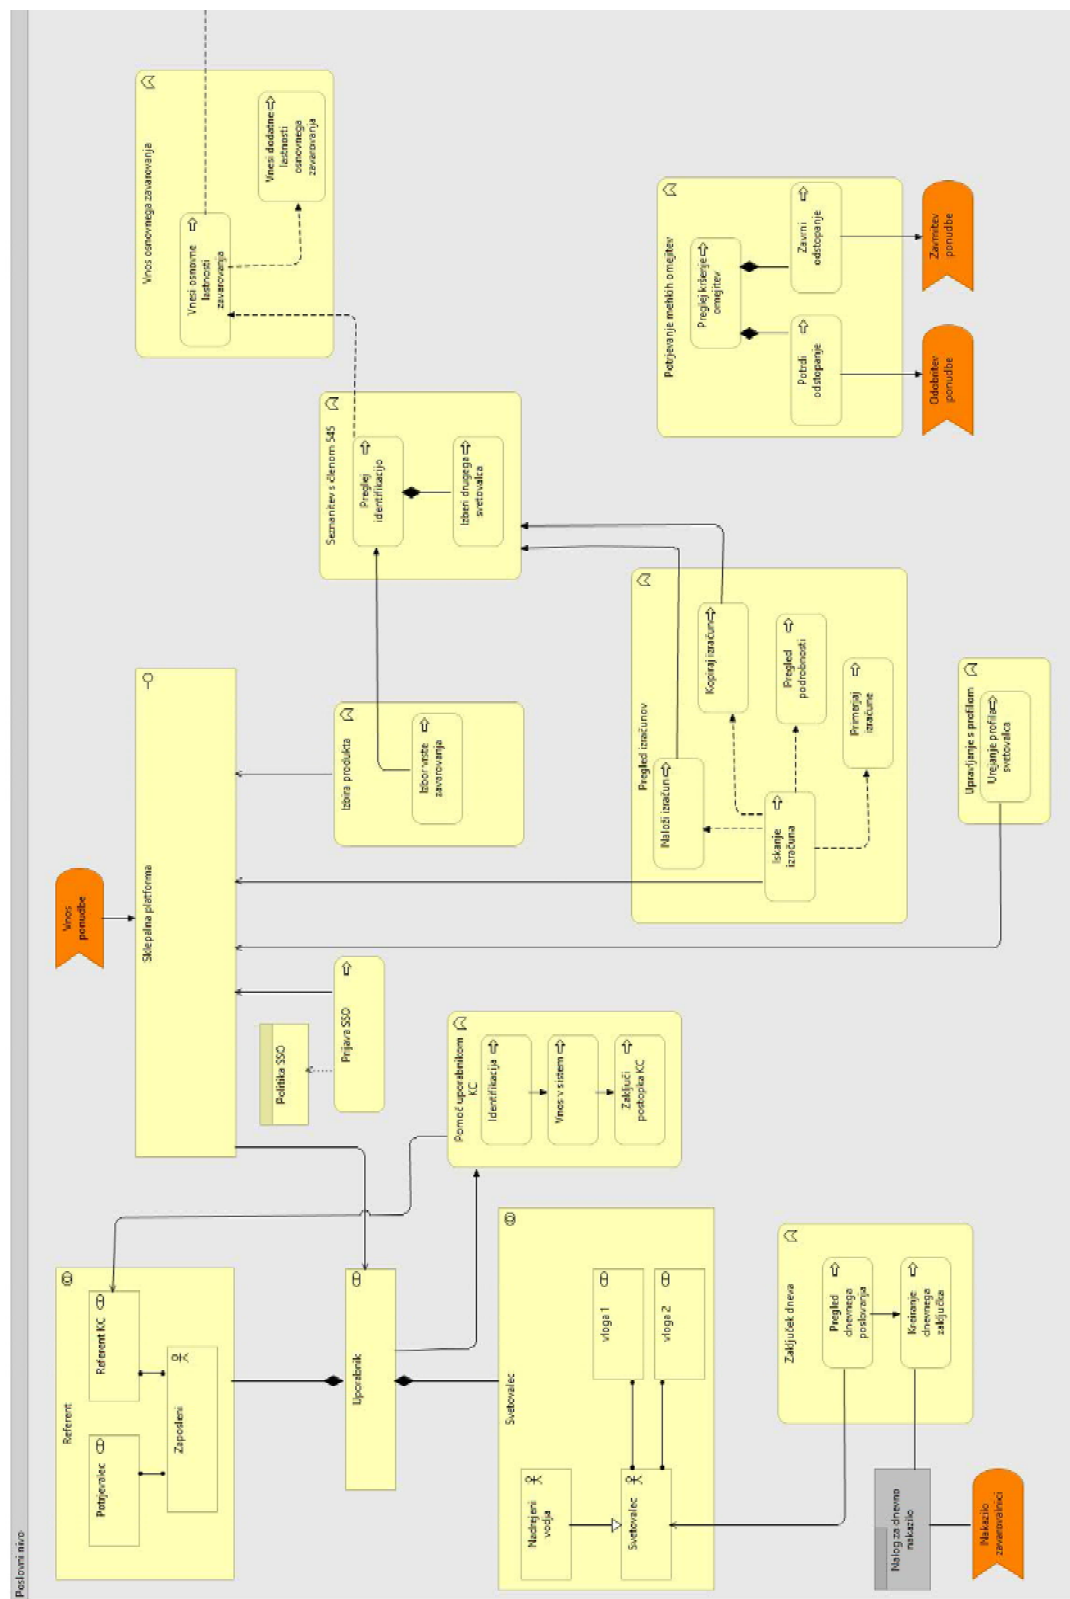 Poslovni nivo
Referent
Potrjevalec
Referent KC
Zaposleni
Uporabnik
Svetovalec
Nadrejeni
vodja
Svetovalec
vloga 1
vloga 2
Zaključek dneva
Pregled
dnevnega
poslovanja
Kreiranje
dnevnega
zaključka
Nalog za dnevno
nakazilo
Nakazilo
zavarovalnici
Vnos
ponudbe
Sklepalna platforma
Politika SSO
Prijava SSO
Pomoč uporabnikom
KC
Identifikacija
Vnos v sistem
Zaključi
postopka KC
Izbira produkta
Izbor vrste
zavarovanja
Pregled izračunov
Naloži izračun
Kopiraj izračun
Iskanje
izračuna
Pregled
podrobnosti
Primerjaj
izračune
Upravljanje s profilom
Urejanje profila
svetovalca
Seznanitev s členom 545
Preglej
identifikacijo
Izberi drugega
svetovalca
Vnos osnovnega zavarovanja
Vnesi osnovne
lastnosti
zavarovanja
Vnesi dodatne
lastnosti
osnovnega
zavarovanja
Potrjevanje mehkih omejitev
Preglej kršenje
omejitev
Potrdi
odstopanje
Zavrni
odstopanje
Odobritev
ponudbe
Zavrnitev
ponudbe